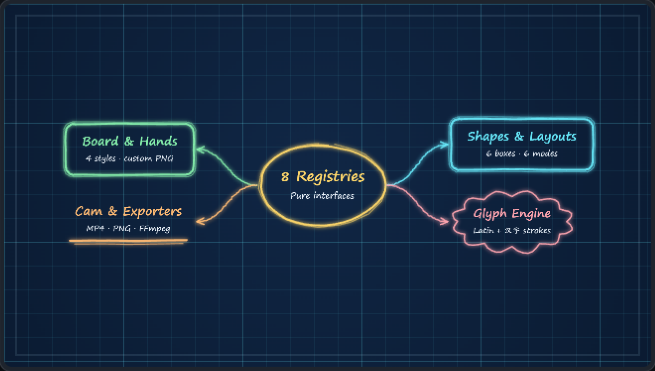 Board & Hands
4 styles · custom PNG
Cam & Exporters
MP4 · PNG · FFmpeg
8 Registries
Pure interfaces
Shapes & Layouts
6 boxes · 6 modes
Glyph Engine
Latin + 汉字 strokes